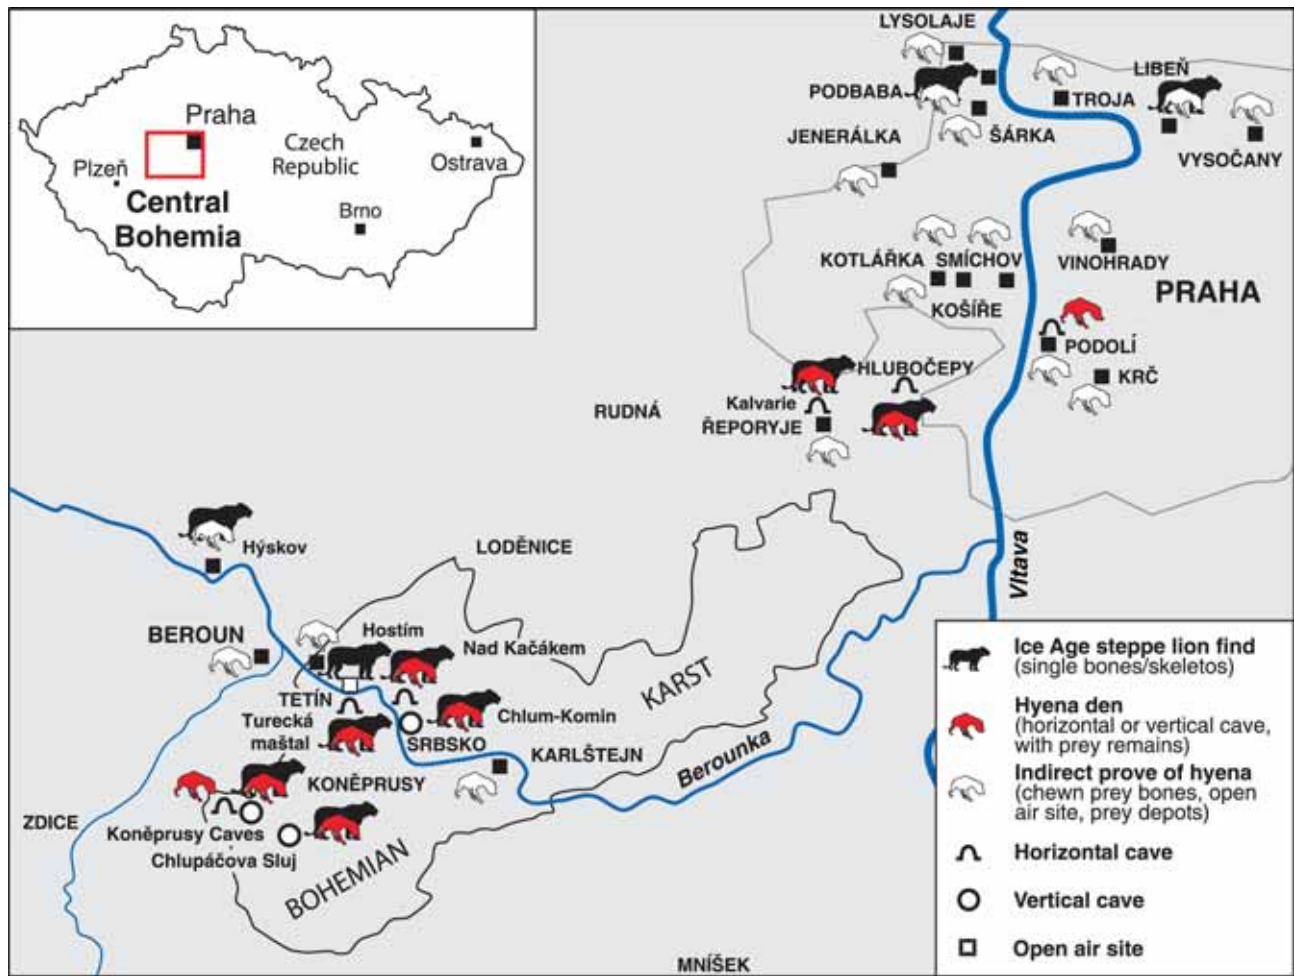 Praha
Czech
Republic
Plzeň
Ostrava
Central
Bohemia
Brno
LYSOLAJE
PODBABA
LIBEŇ
TROJA
JENERÁLKA
ŠÁRKA
VYSOČANY
KOTLÁŘKA
SMÍCHOV
VINOHRADY
KOŠÍŘE
PRAHA
PODOLÍ
HLUBOČEPY
KRČ
RUDNÁ
Kalvarie
ŘEPORYJE
Hýskov
LODĚNICE
Vltava
BEROUN
Hostím
Nad Kačákem
KARST
TETÍN
Turecká
maštal
Chlum-Komin
SRBSKO
KARLŠTEJN
Berounka
KONĚPRUSY
ZDICE
Koněprusy Caves
Chlupáčova Sluj
BOHEMIAN
MNÍŠEK
Ice Age steppe lion find
(single bones/skeletos)
Hyena den
(horizontal or vertical cave,
with prey remains)
Indirect prove of hyena
(chewn prey bones, open
air site, prey depots)
Horizontal cave
Vertical cave
Open air site